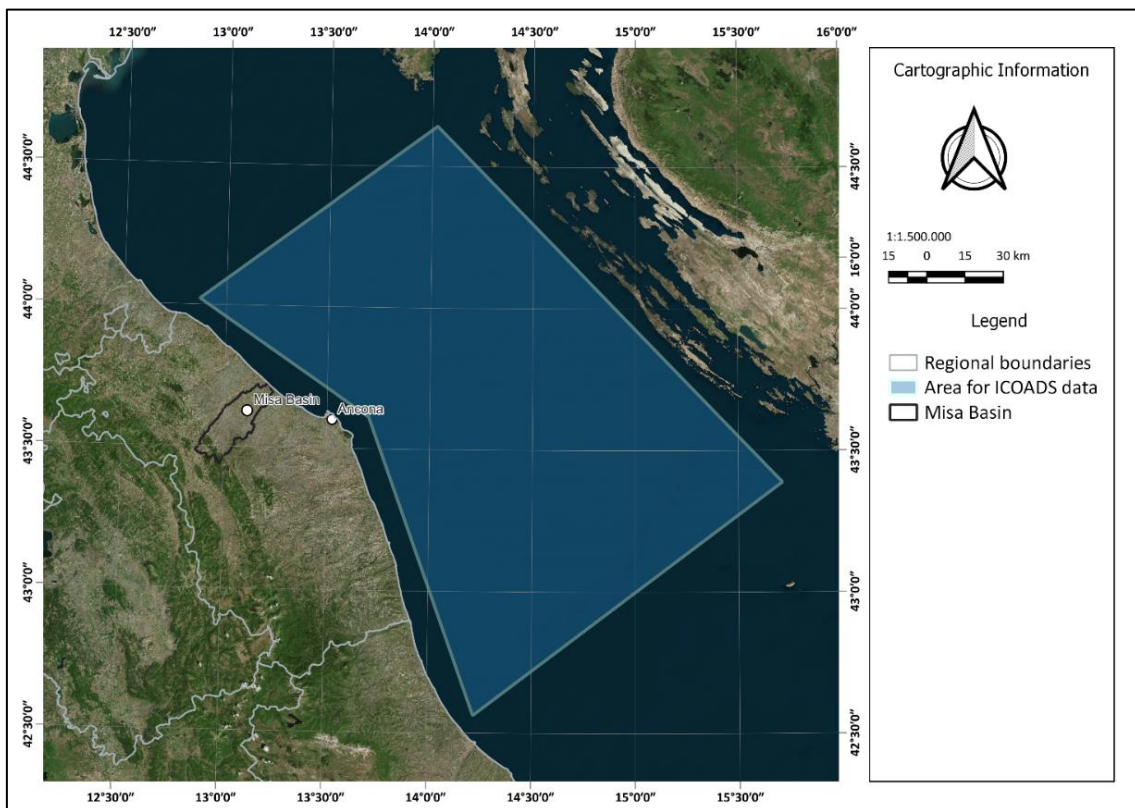 12°30'0" 13°0'0" 13°30'0" 14°0'0" 14°30'0" 15°0'0" 15°30'0" 16°0'0"
44°30'0"
44°0'0"
43°30'0"
43°0'0"
42°30'0"
Misa Basin
Ancona
44°30'0"
16°0'0"
44°0'0"
43°30'0"
43°0'0"
42°30'0"
12°30'0" 13°0'0" 13°30'0" 14°0'0" 14°30'0" 15°0'0" 15°30'0"
Cartographic Information
1:1.500.000
15 0 15 30 km
Legend
Regional boundaries
Area for ICOADS data
Misa Basin